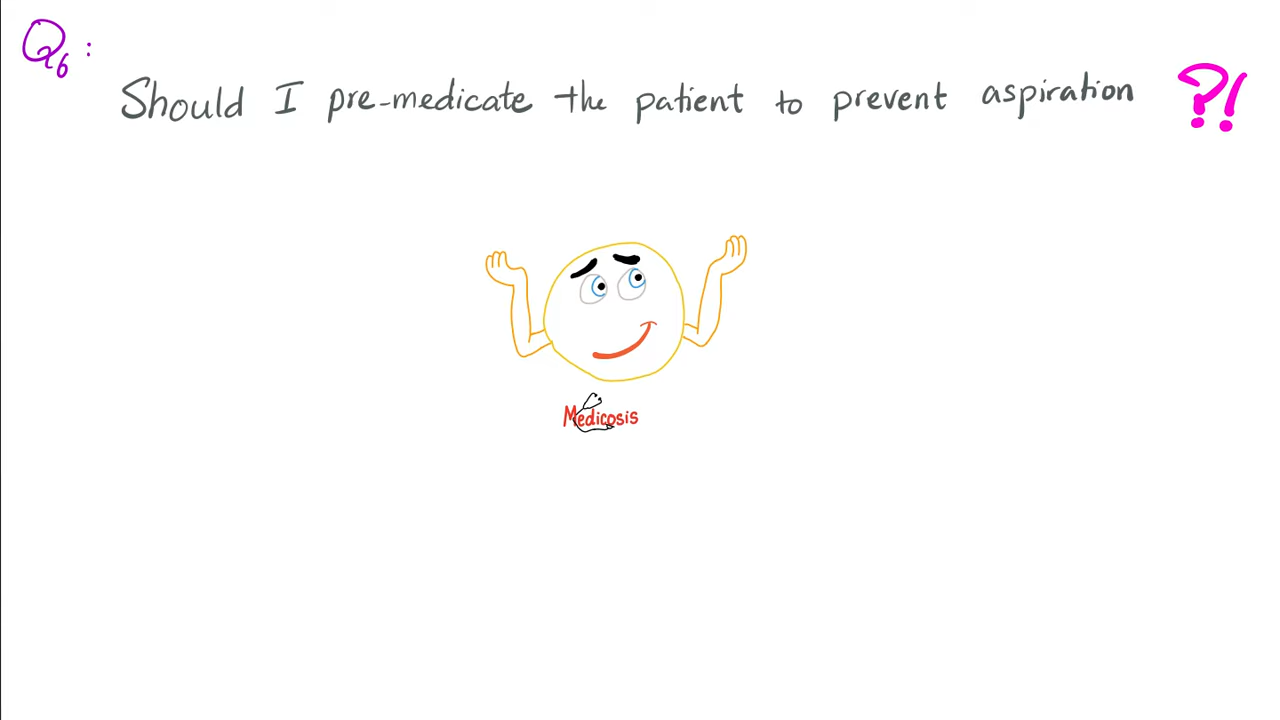 Q6:
Should I pre-medicate the patient to prevent aspiration ?!
Medicosis